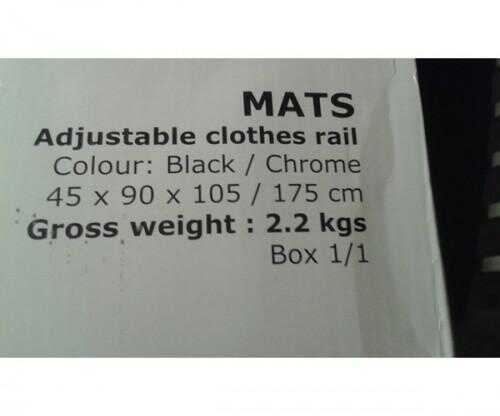 MATS
Adjustable clothes rail
Colour: Black / Chrome
45 x 90 x 105 / 175 cm
Gross weight : 2.2 kgs
Box 1/1